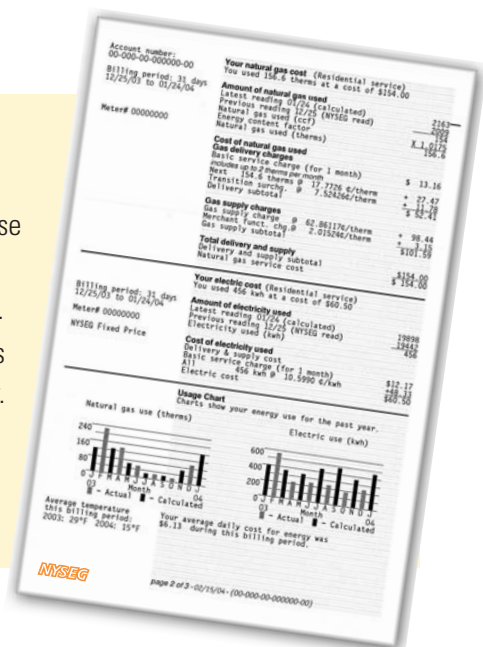 Account number:
00-000-00-000000-00
Billing period: 31 days
12/25/03 to 01/24/04
Meter# 00000000
Your natural gas cost (Residential service)
You used 156.6 therms at a cost of $154.00
Amount of natural gas used
Latest reading 01/24 (calculated) 2163
Previous reading 12/25 (NYSEG read) 2009
Natural gas used (ccf) 154
Energy content factor X 1.0175
Natural gas used (therms) 156.6
Cost of natural gas used
Gas delivery charges
Basic service charge (for 1 month) $ 13.16
includes up to 2 therms per month
Next 154.6 therms @ 17.7726 ¢/therm + 27.47
Transition surchg. @ 7.52426¢/therm + 11.78
Delivery subtotal $ 52.41
Gas supply charges
Gas supply charge @ 62.86117¢/therm + 98.44
Merchant funct. chg.@ 2.01524¢/therm + 3.15
Gas supply subtotal $101.59
Total delivery and supply
Delivery and supply subtotal $154.00
Natural gas service cost $ 154.00
Billing period: 31 days
12/25/03 to 01/24/04
Meter# 00000000
NYSEG Fixed Price
Your electric cost (Residential service)
You used 456 kwh at a cost of $60.50
Amount of electricity used
Latest reading 01/24 (calculated) 19898
Previous reading 12/25 (NYSEG read) 19442
Electricity used (kwh) 456
Cost of electricity used
Delivery & supply cost
Basic service charge (for 1 month) $12.17
All 456 kwh @ 10.5990 ¢/kwh +48.33
Electric cost $60.50
Usage Chart
Charts show your energy use for the past year.
Natural gas use (therms)
240
160
80
0
J F M A M J J A S O N D J
03 Month 04
- Actual - Calculated
Electric use (kwh)
600
400
200
0
J F M A M J J A S O N D J
03 Month 04
- Actual - Calculated
Average temperature
this billing period:
2003: 29°F 2004: 15°F
Your average daily cost for energy was
$6.13 during this billing period.
NYSEG
page 2 of 3 - 02/15/04 - (00-000-00-000000-00)
se
.
s
.